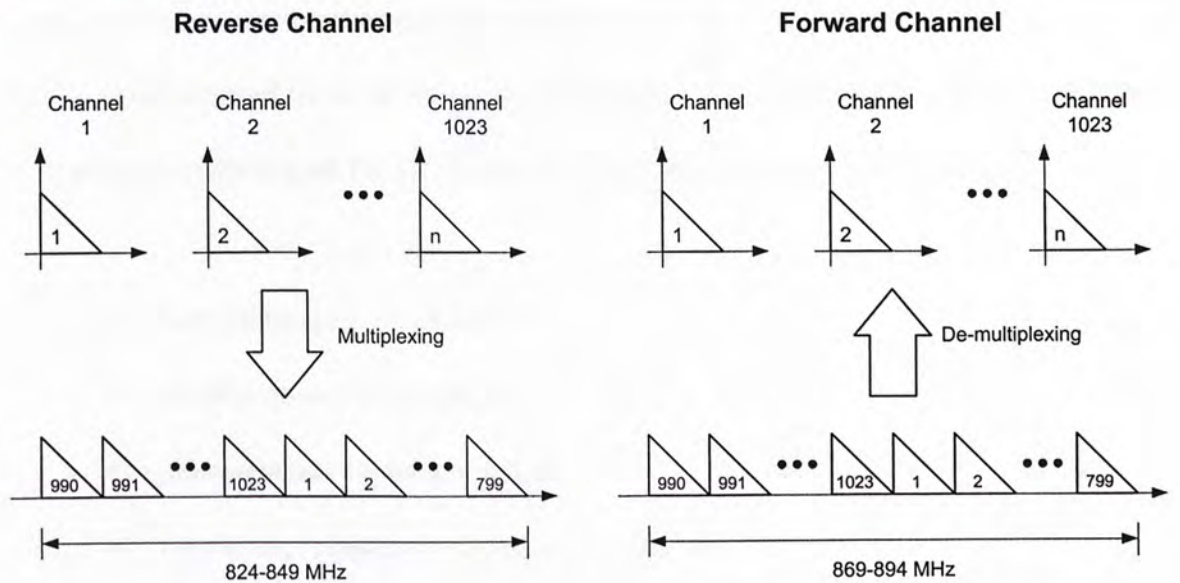 Reverse Channel
Forward Channel
Channel
1
Channel
2
Channel
1023
Channel
1
Channel
2
Channel
1023
1
2
n
1
2
n
Multiplexing
De-multiplexing
990
991
1023
1
2
799
990
991
1023
1
2
799
824-849 MHz
869-894 MHz